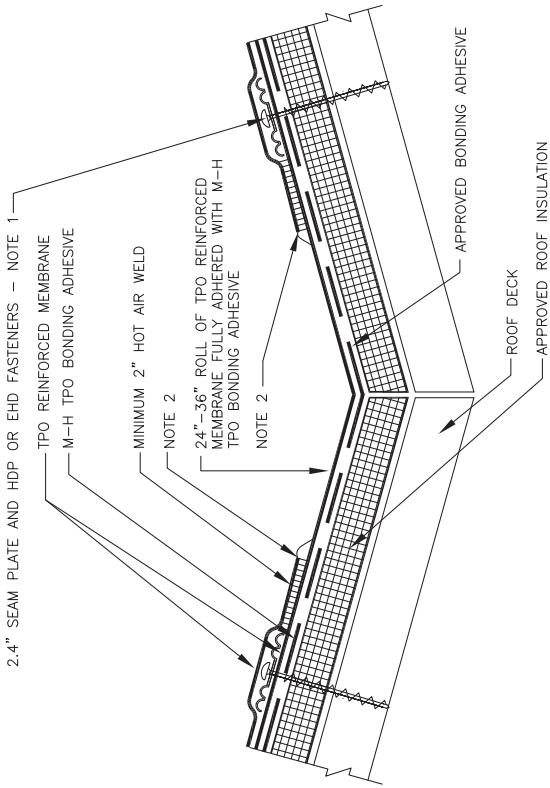 2.4" SEAM PLATE AND HDP OR EHD FASTENERS - NOTE 1
TPO REINFORCED MEMBRANE
M-H TPO BONDING ADHESIVE
MINIMUM 2" HOT AIR WELD
NOTE 2
24"-36" ROLL OF TPO REINFORCED
MEMBRANE FULLY ADHERED WITH M-H
TPO BONDING ADHESIVE
NOTE 2
APPROVED BONDING ADHESIVE
ROOF DECK
APPROVED ROOF INSULATION